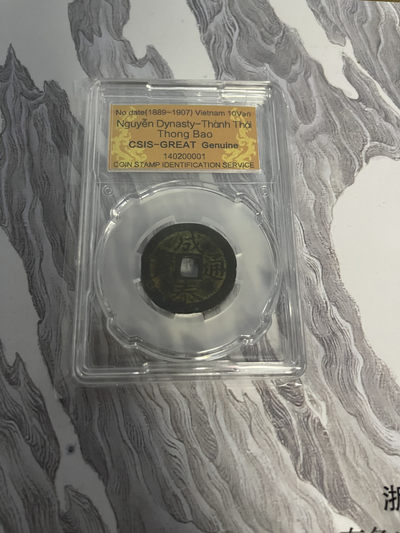 No date(1889-1907) Vietnam 10Van
Nguyễn Dynasty-Thành Thái
Thong Bao
CSIS-GREAT Genuine
140200001
COIN STAMP IDENTIFICATION SERVICE
成
通
泰
浙